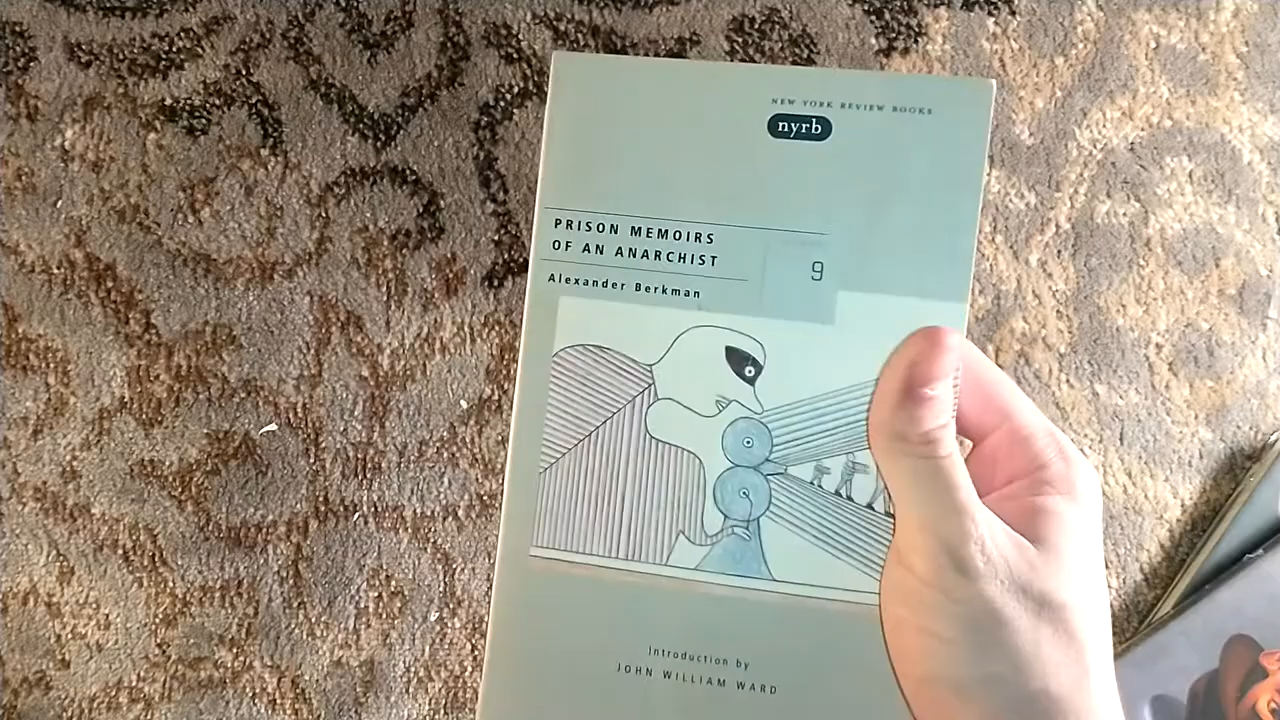 NEW YORK REVIEW BOOKS
nyrb
PRISON MEMOIRS
OF AN ANARCHIST
9
Alexander Berkman
Introduction by
JOHN WILLIAM WARD